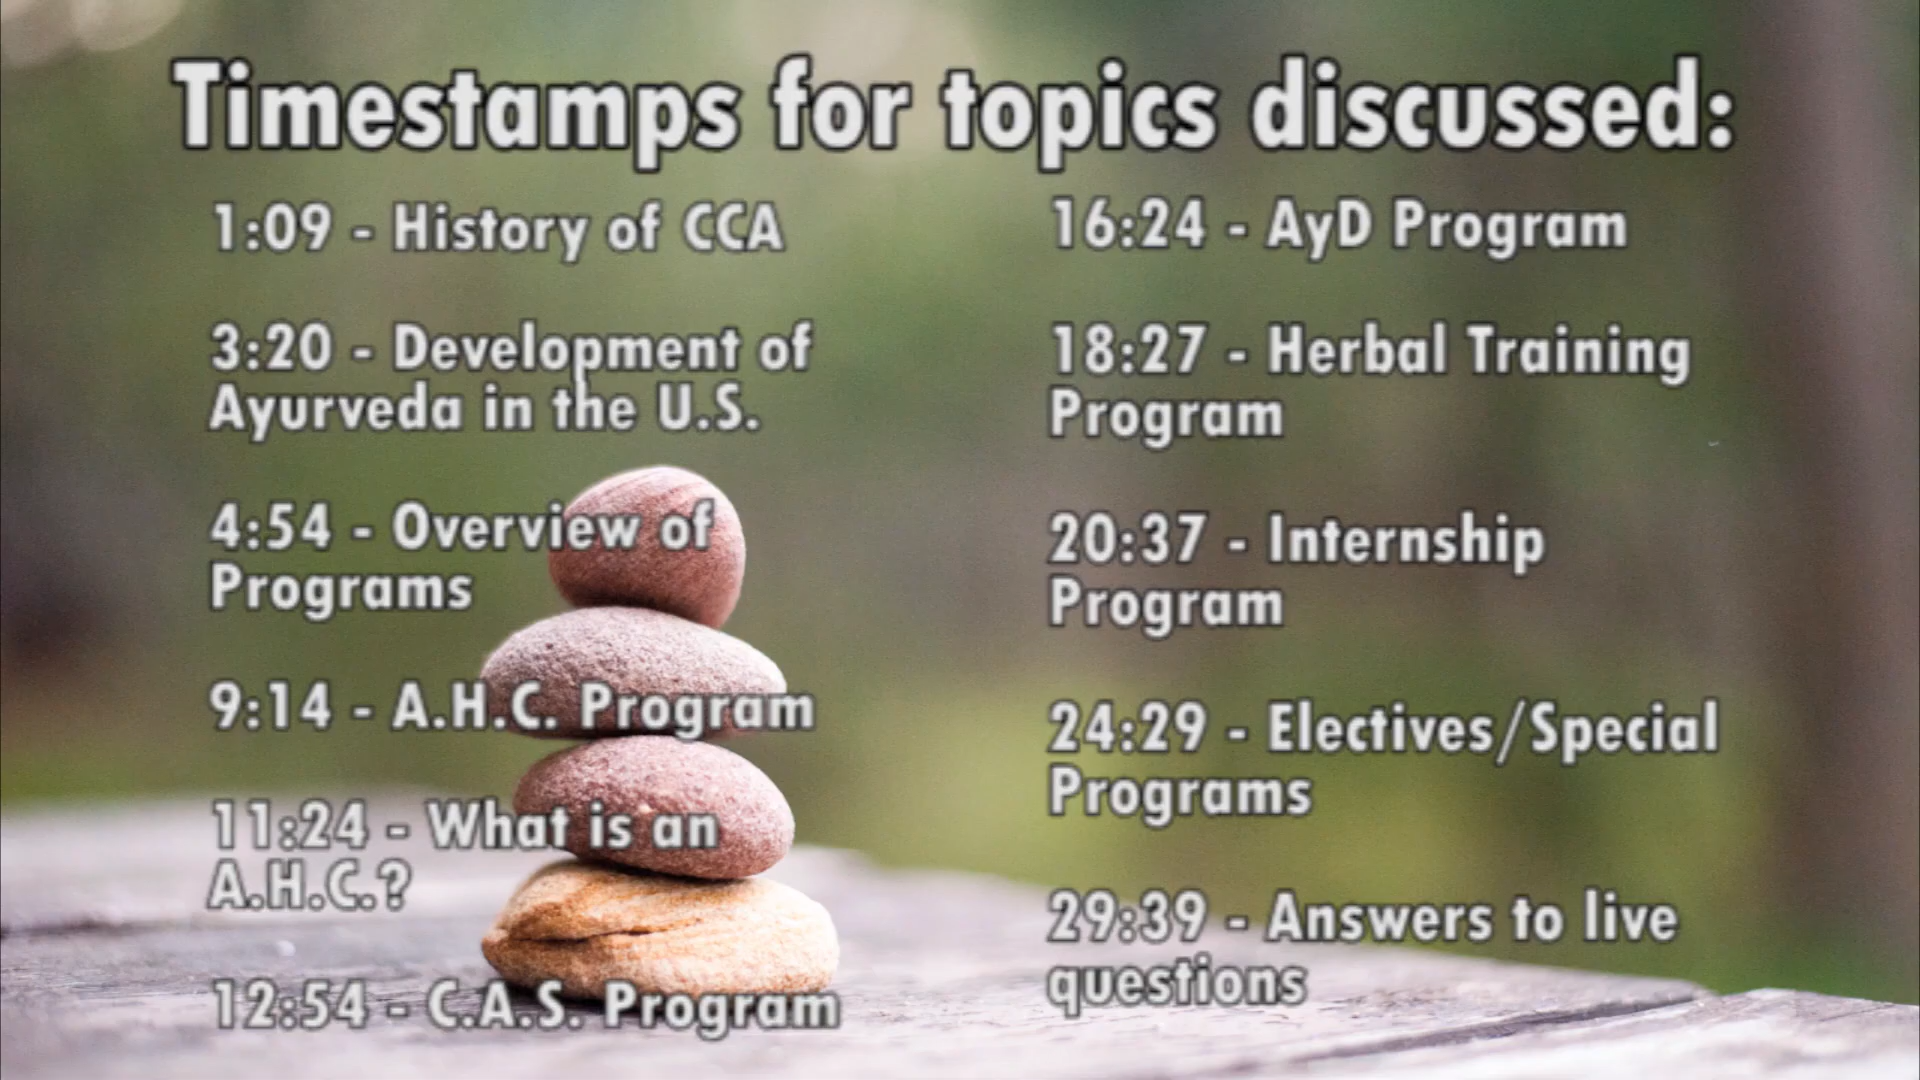 Timestamps for topics discussed:
1:09 - History of CCA
3:20 - Development of
Ayurveda in the U.S.
4:54 - Overview of
Programs
9:14 - A.H.C. Program
11:24 - What is an
A.H.C.?
12:54 - C.A.S. Program
16:24 - AyD Program
18:27 - Herbal Training
Program
20:37 - Internship
Program
24:29 - Electives/Special
Programs
29:39 - Answers to live
questions